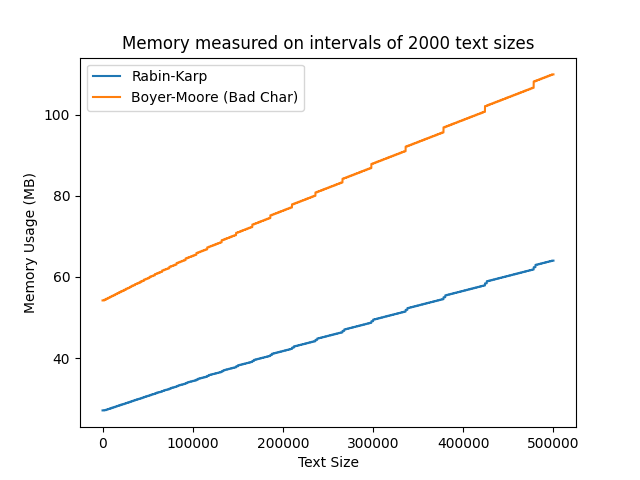 Memory measured on intervals of 2000 text sizes
Rabin-Karp
Boyer-Moore (Bad Char)
Memory Usage (MB)
100
80
60
40
0 100000 200000 300000 400000 500000
Text Size